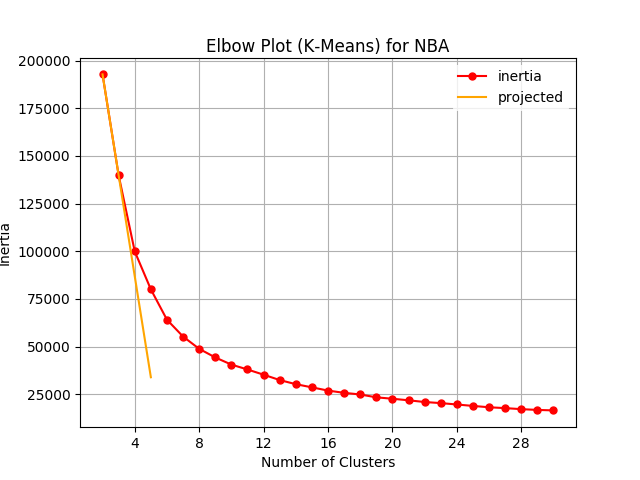 Elbow Plot (K-Means) for NBA
inertia
projected
200000
175000
150000
125000
100000
75000
50000
25000
Inertia
4 8 12 16 20 24 28
Number of Clusters